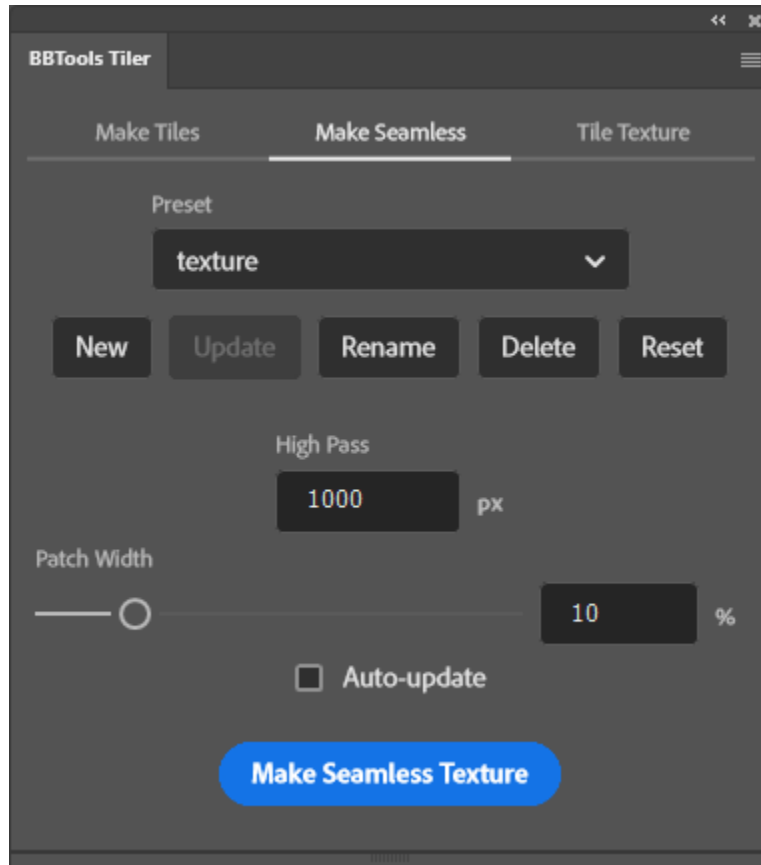 BBTools Tiler
Make Tiles Make Seamless Tile Texture
Preset
texture
New Update Rename Delete Reset
High Pass
1000 px
Patch Width
10 %
Auto-update
Make Seamless Texture